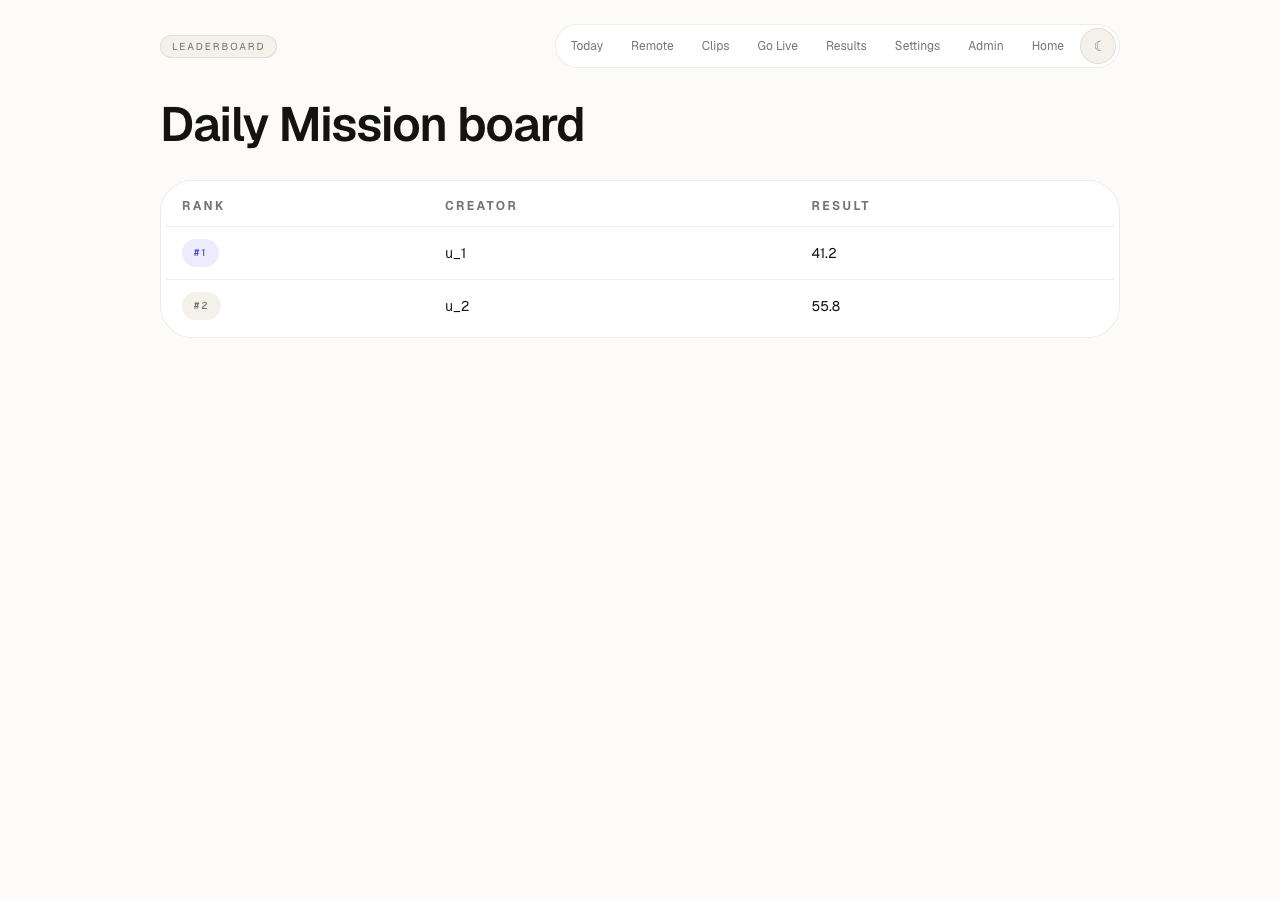 LEADERBOARD
Today Remote Clips Go Live Results Settings Admin Home
Daily Mission board
RANK CREATOR RESULT
#1 u_1 41.2
#2 u_2 55.8